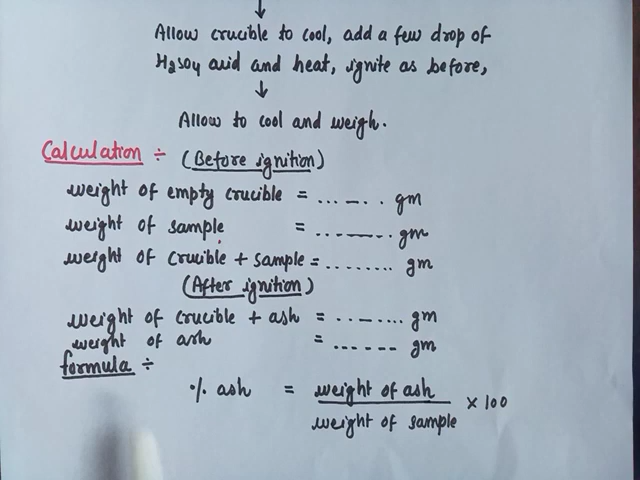 ↓
Allow crucible to cool, add a few drop of
H2SO4 acid and heat, ignite as before,
↓
Allow to cool and weigh.
Calculation ÷ (Before ignition)
weight of empty crucible = ...-.. gm
weight of sample = ..------. gm
weight of crucible + sample = ........ gm
(After ignition)
weight of crucible + ash = ..-.... gm
weight of ash = ..---- gm
formula ÷
% ash = weight of ash / weight of sample × 100